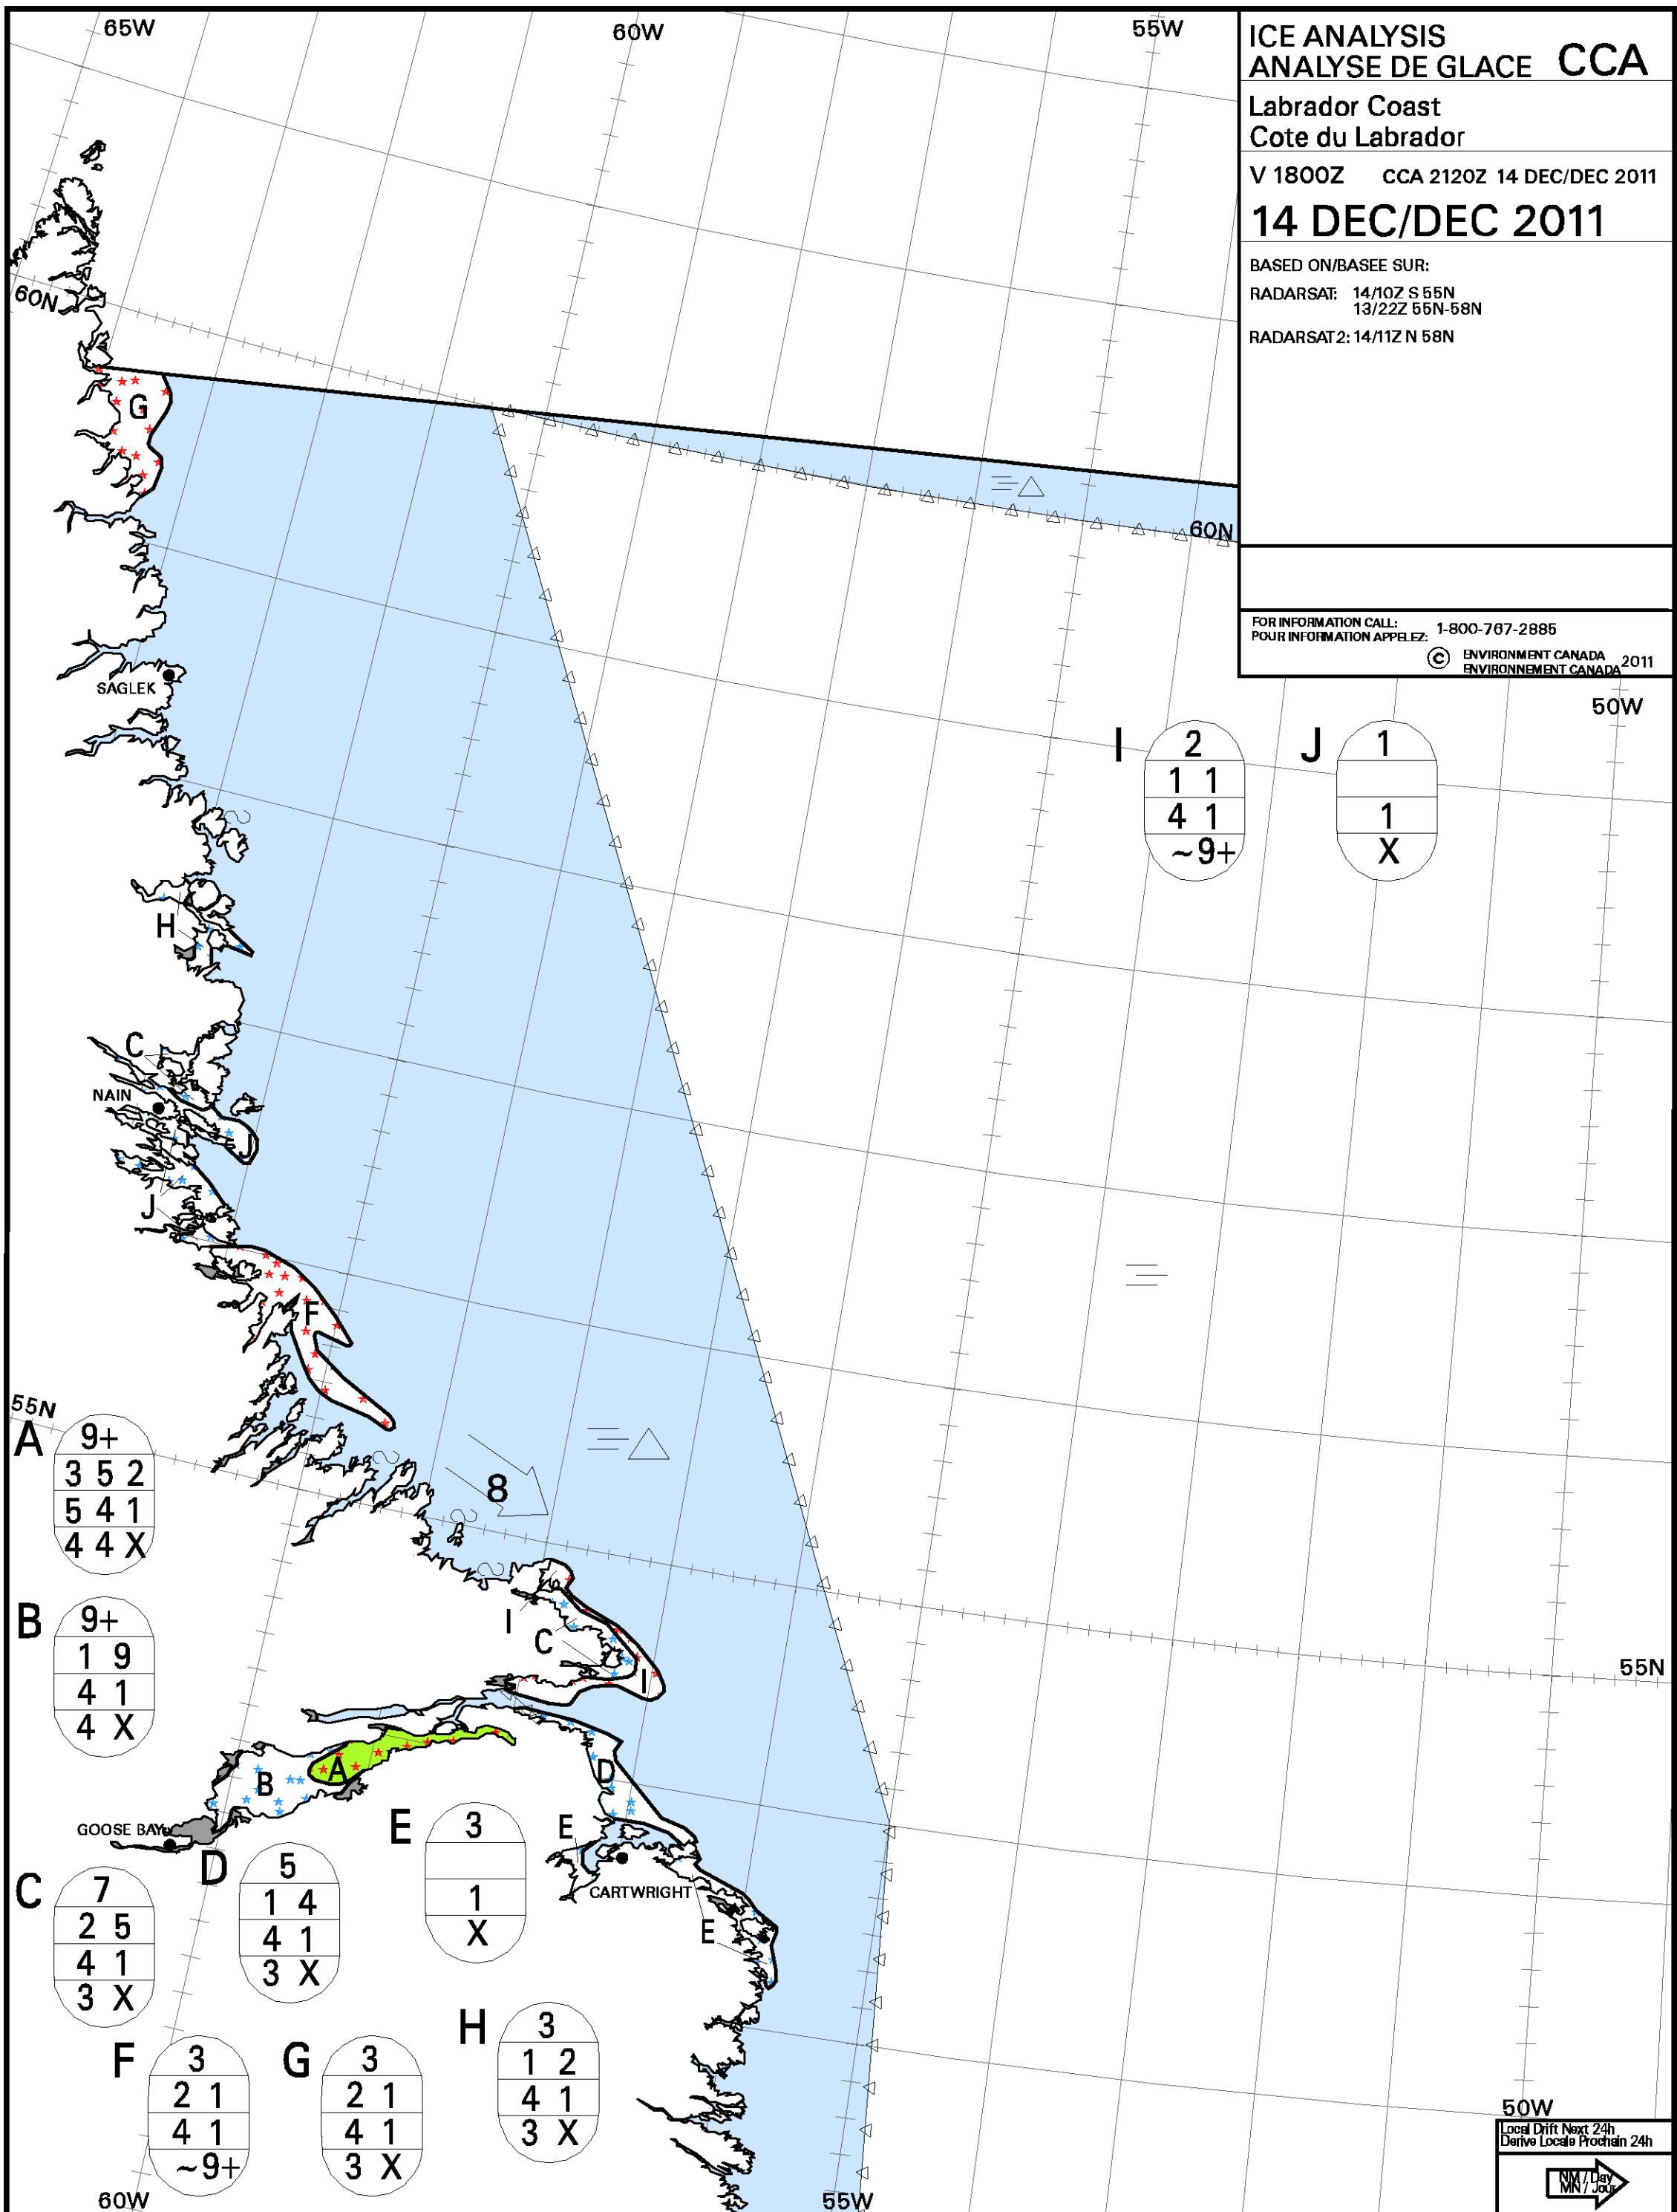 65W
60W
55W
ICE ANALYSIS
ANALYSE DE GLACE CCA
Labrador Coast
Cote du Labrador
V 1800Z CCA 2120Z 14 DEC/DEC 2011
14 DEC/DEC 2011
BASED ON/BASEE SUR:
RADARSAT: 14/10Z S 55N
13/22Z 55N-58N
RADARSAT2: 14/11Z N 58N
FOR INFORMATION CALL:
POUR INFORMATION APPELEZ: 1-800-767-2885
© ENVIRONMENT CANADA
ENVIRONNEMENT CANADA 2011
60N
G
60N
SAGLEK
50W
I
2
1 1
4 1
~9+
J
1
1
X
H
C
NAIN
J
J
F
55N
8
A
9+
3 5 2
5 4 1
4 4 X
B
9+
1 9
4 1
4 X
I
C
I
55N
A
B
D
GOOSE BAY
E
CARTWRIGHT
E
C
7
2 5
4 1
3 X
D
5
1 4
4 1
3 X
E
3
1
X
F
3
2 1
4 1
~9+
G
3
2 1
4 1
3 X
H
3
1 2
4 1
3 X
60W
55W
50W
Local Drift Next 24h
Derive Locale Prochain 24h
NM / Day
MN / Jour